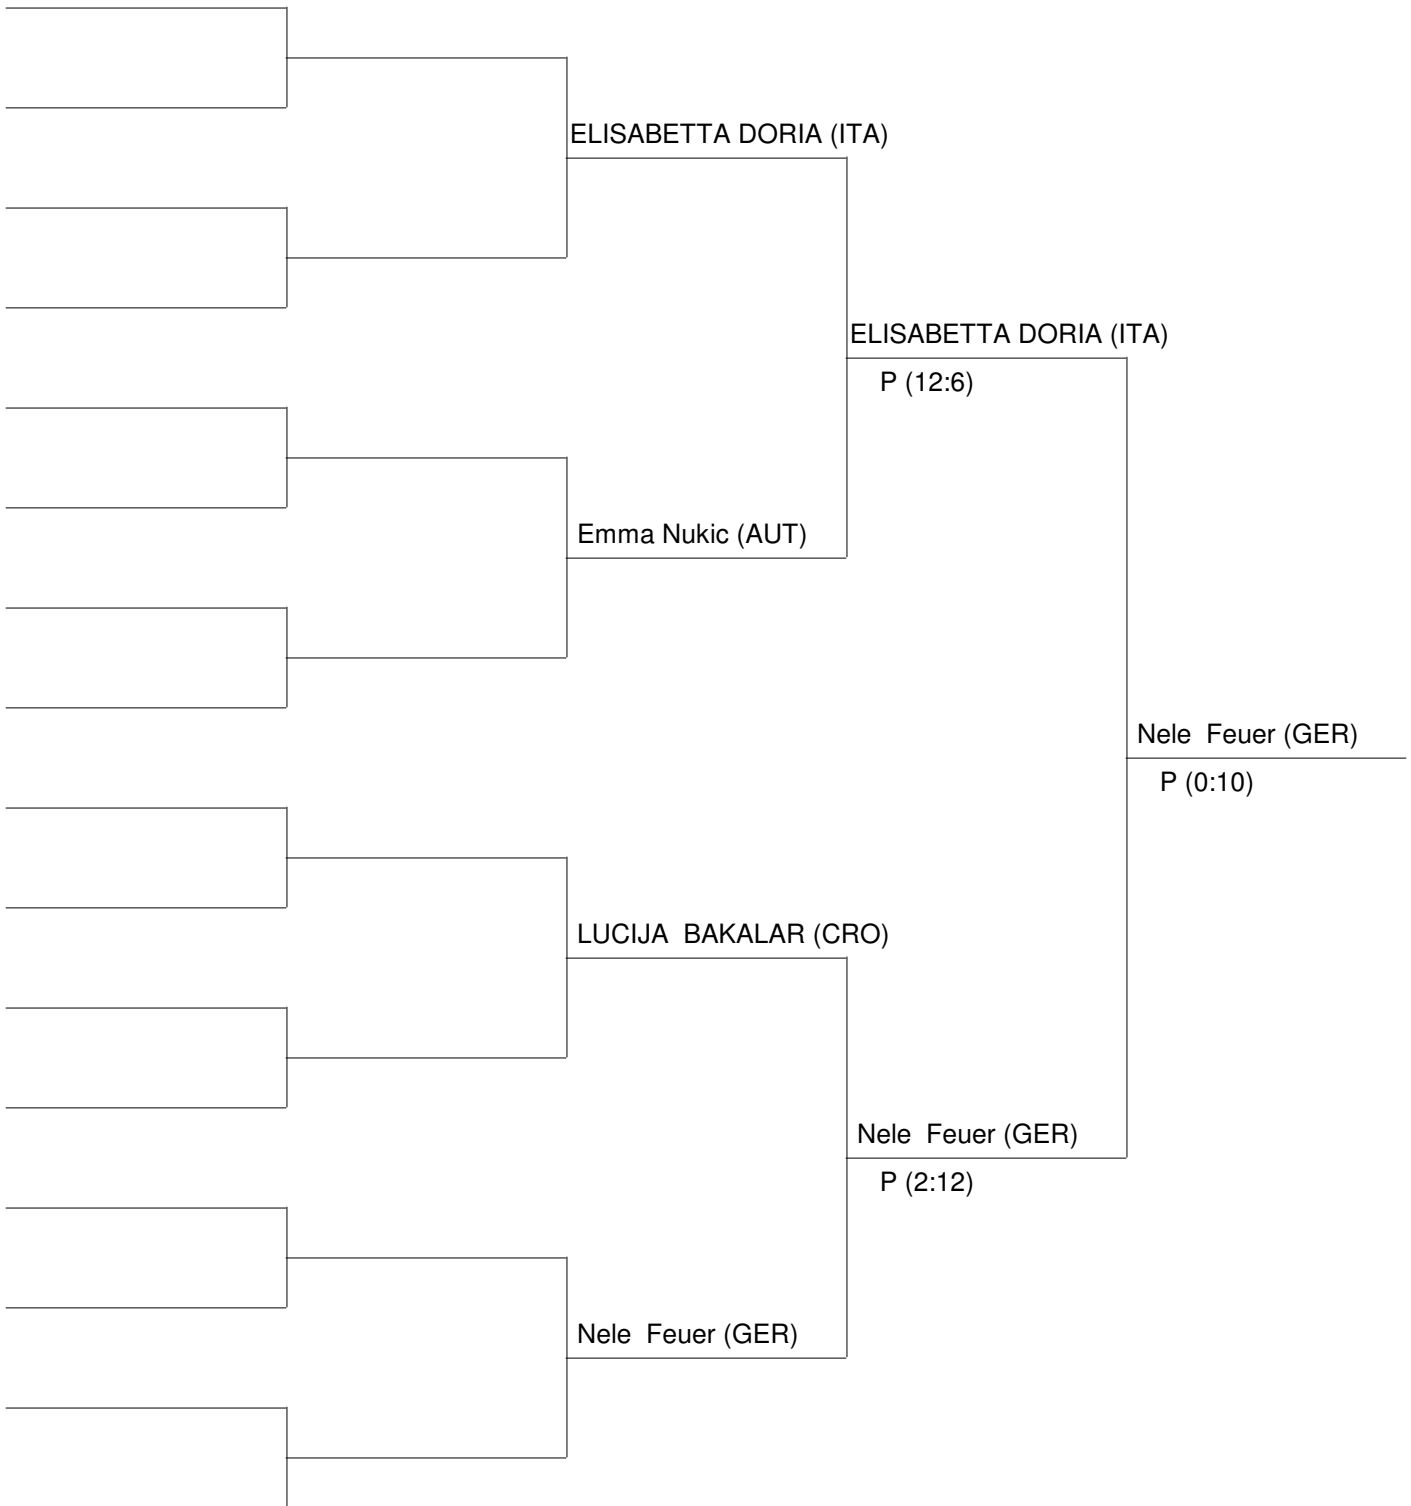 ELISABETTA DORIA (ITA)
ELISABETTA DORIA (ITA)
P (12:6)
Emma Nukic (AUT)
Nele  Feuer (GER)
P (0:10)
LUCIJA  BAKALAR (CRO)
Nele  Feuer (GER)
P (2:12)
Nele  Feuer (GER)